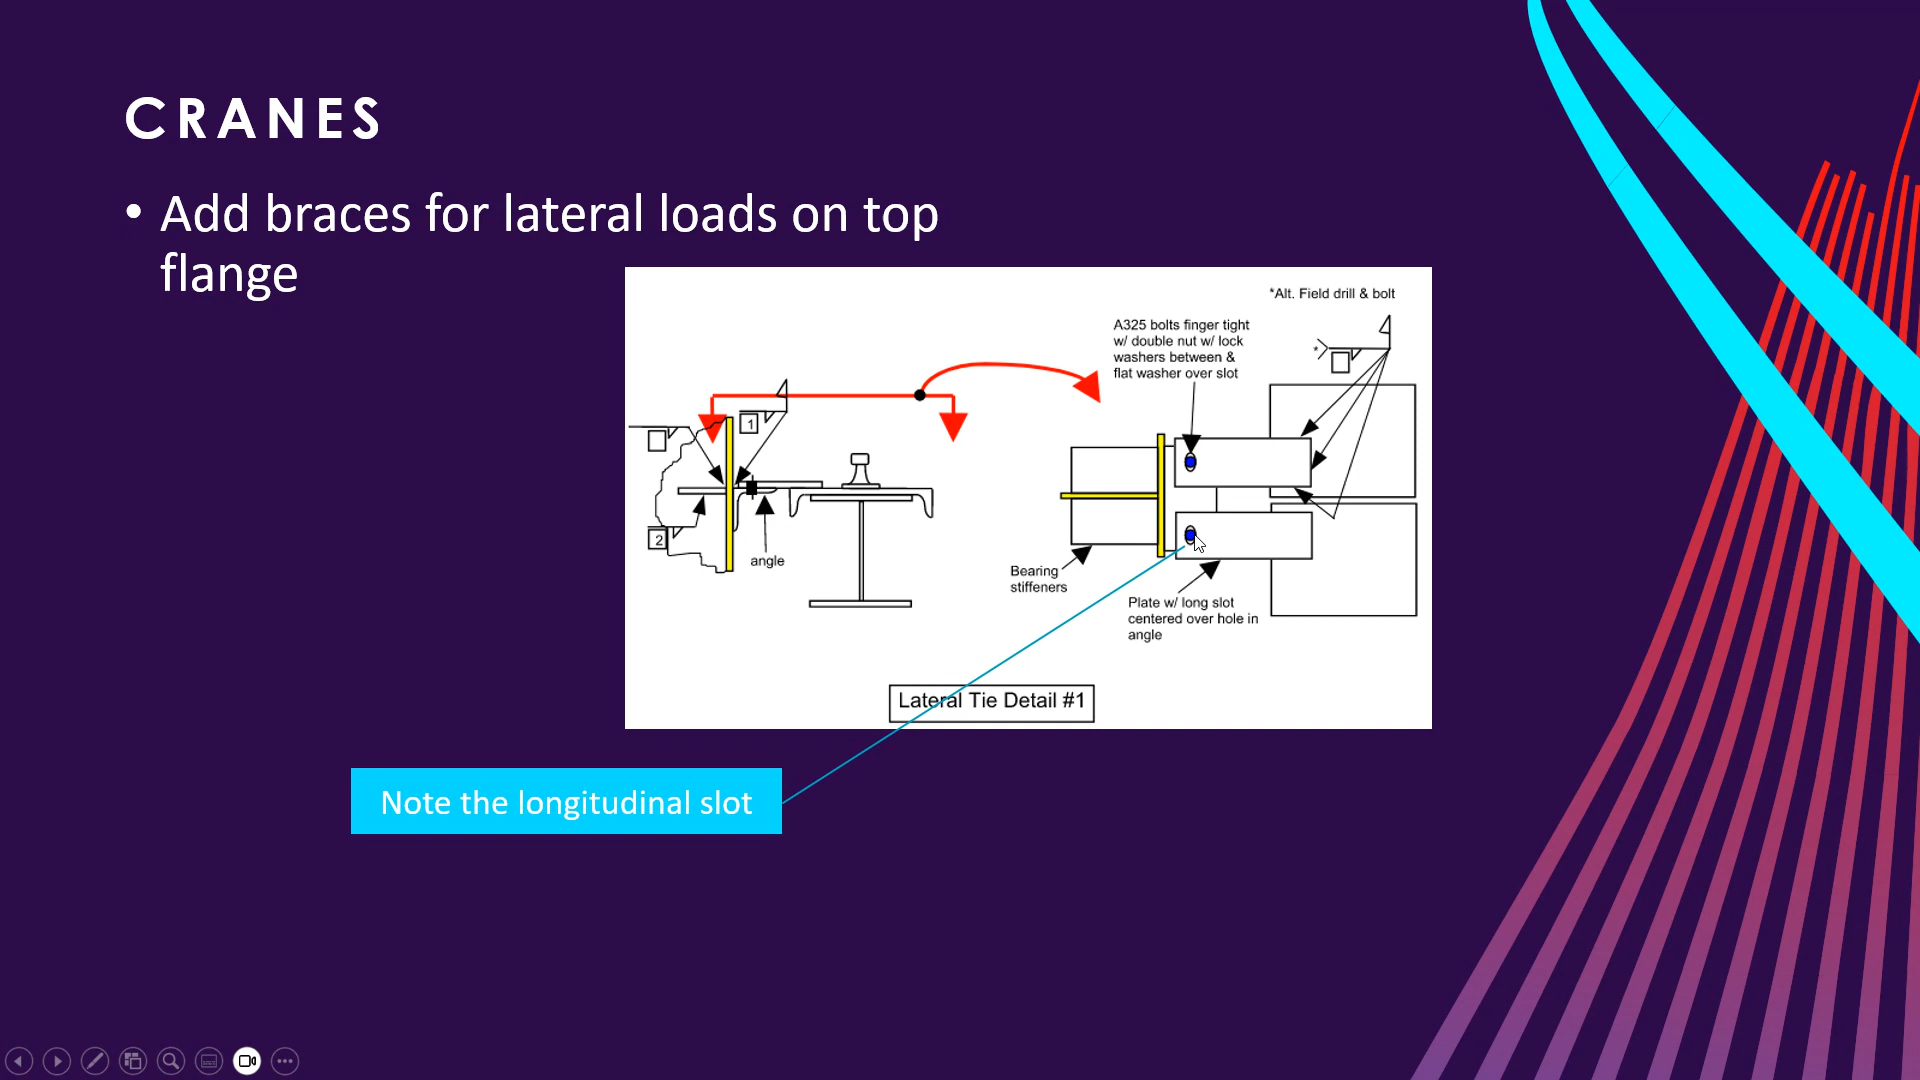 CRANES
• Add braces for lateral loads on top
flange
*Alt. Field drill & bolt
A325 bolts finger tight
w/ double nut w/ lock
washers between &
flat washer over slot
*
1
2
angle
Bearing
stiffeners
Plate w/ long slot
centered over hole in
angle
Lateral Tie Detail #1
Note the longitudinal slot